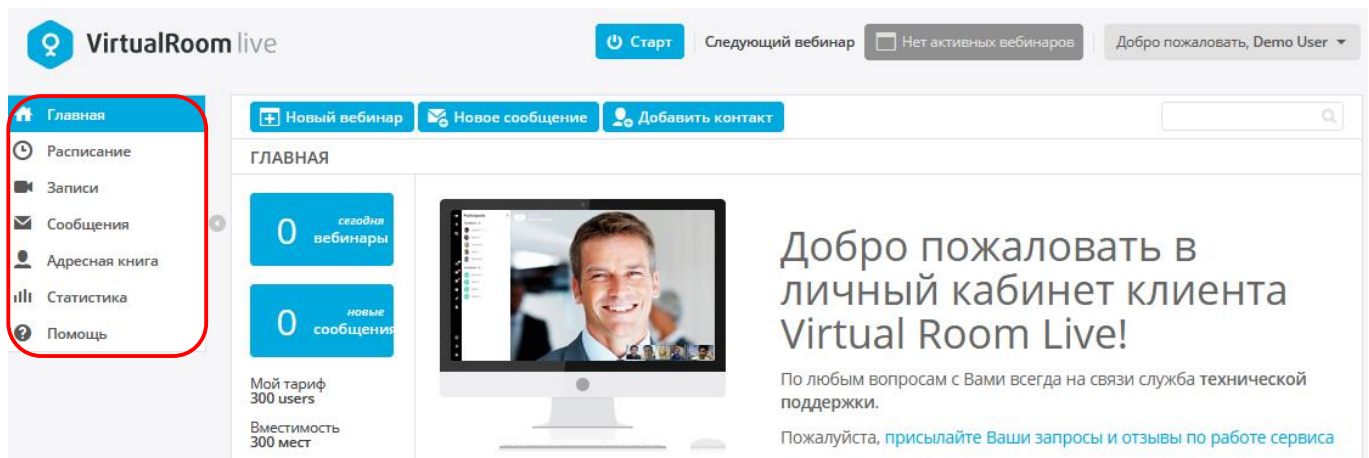 VirtualRoom live
Старт
Следующий вебинар
Нет активных вебинаров
Добро пожаловать, Demo User
Главная
Расписание
Записи
Сообщения
Адресная книга
Статистика
Помощь
Новый вебинар
Новое сообщение
Добавить контакт
ГЛАВНАЯ
0 сегодня
вебинары
0 новые
сообщения
Мой тариф
300 users
Вместимость
300 мест
Participants
Добро пожаловать в
личный кабинет клиента
Virtual Room Live!
По любым вопросам с Вами всегда на связи служба технической
поддержки.
Пожалуйста, присылайте Ваши запросы и отзывы по работе сервиса